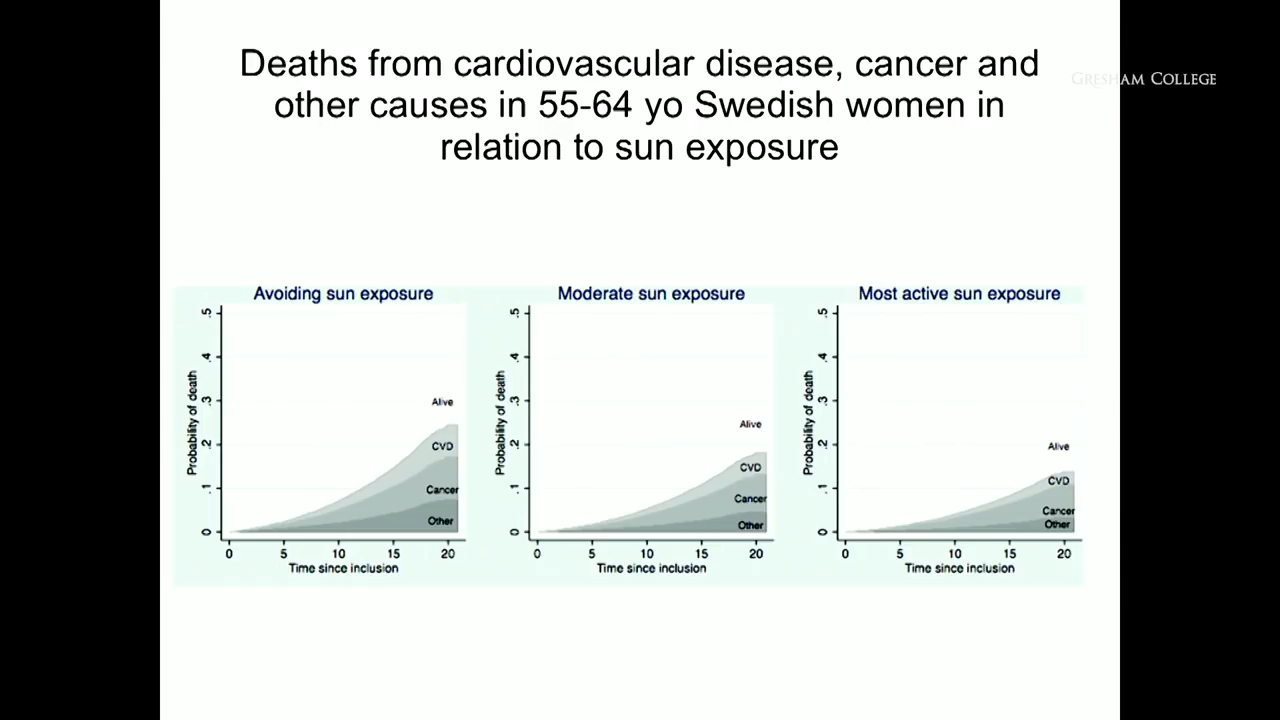 Deaths from cardiovascular disease, cancer and
other causes in 55-64 yo Swedish women in
relation to sun exposure
GRESHAM COLLEGE
Avoiding sun exposure
Probability of death
.5
.4
.3
.2
.1
0
Alive
CVD
Cancer
Other
0 5 10 15 20
Time since inclusion
Moderate sun exposure
Probability of death
.5
.4
.3
.2
.1
0
Alive
CVD
Cancer
Other
0 5 10 15 20
Time since inclusion
Most active sun exposure
Probability of death
.5
.4
.3
.2
.1
0
Alive
CVD
Cancer
Other
0 5 10 15 20
Time since inclusion